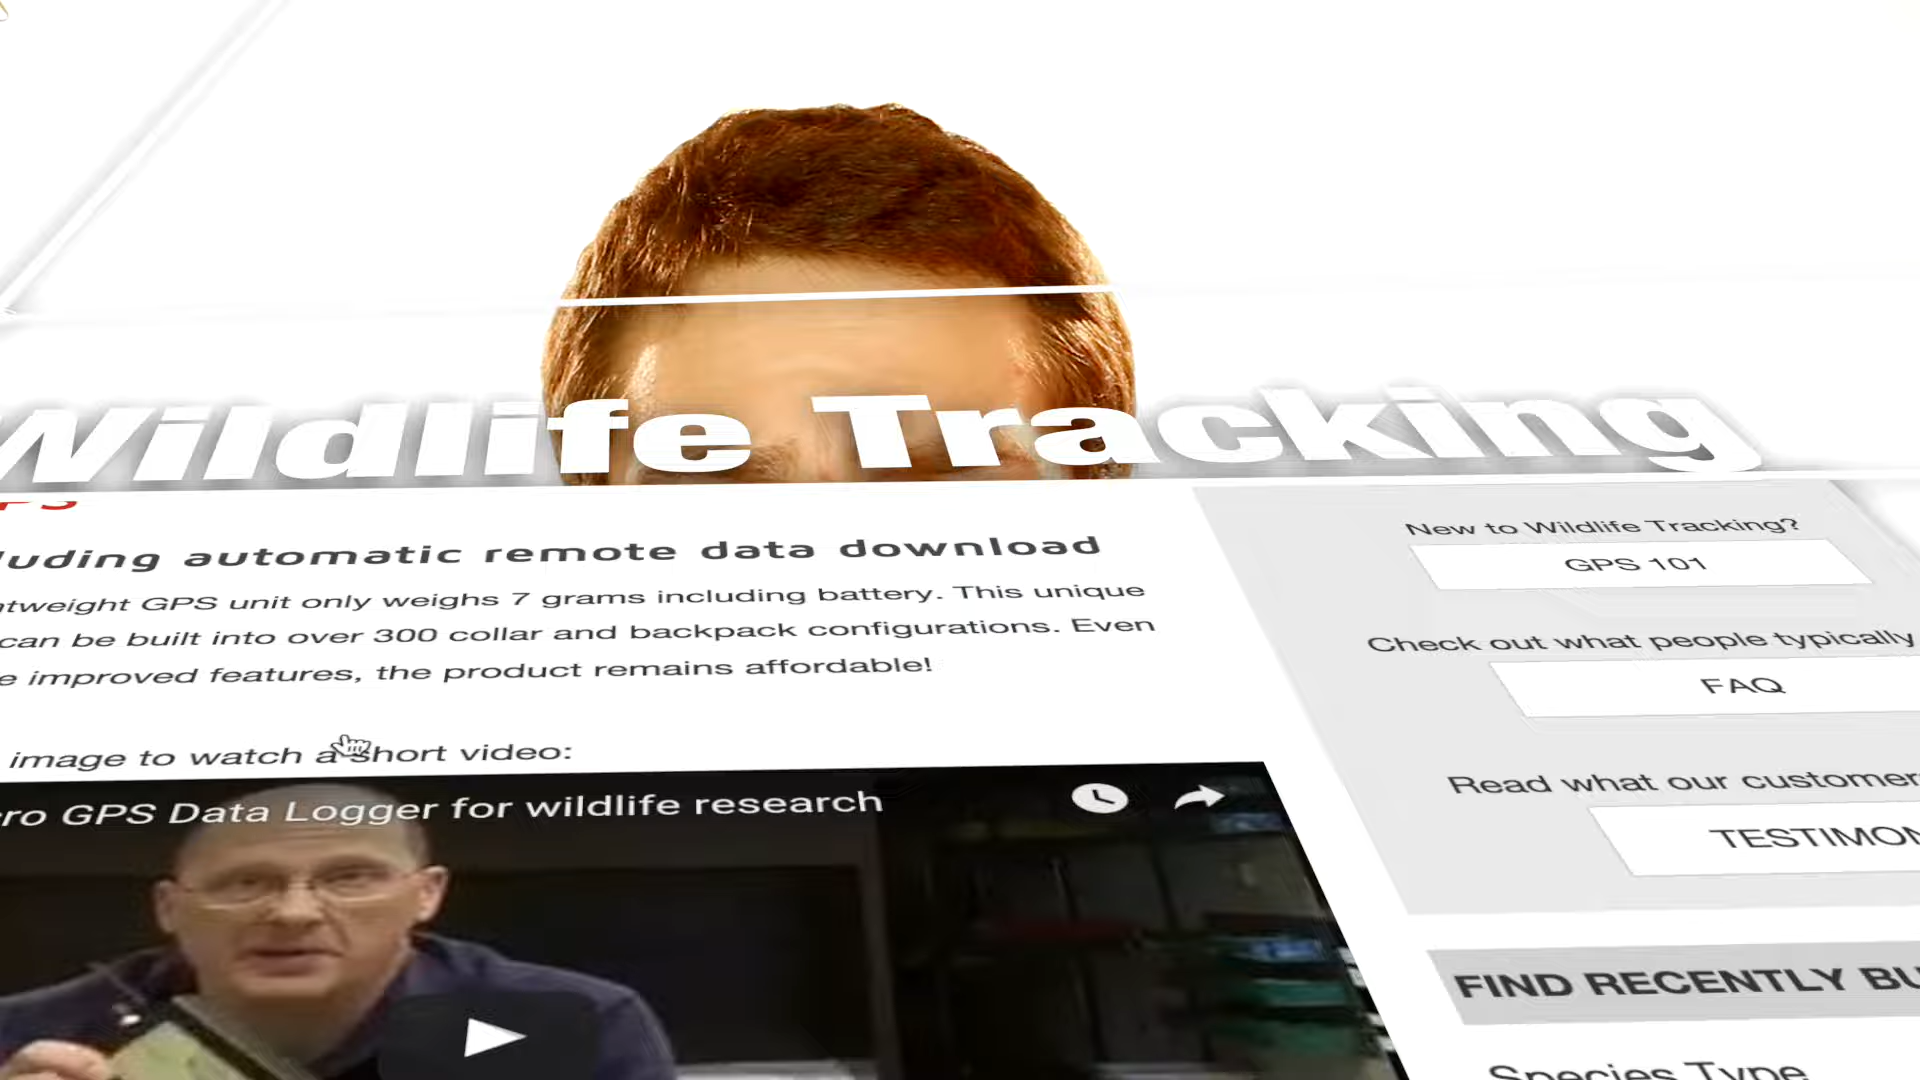 Wildlife Tracking
New to Wildlife Tracking?
GPS 101
Check out what people typically
FAQ
Read what our customer
TESTIMON
FIND RECENTLY BU
Species Type
automatic remote data download
GPS unit only weighs 7 grams including battery. This unique
can be built into over 300 collar and backpack configurations. Even
improved features, the product remains affordable!
image to watch a short video:
GPS Data Logger for wildlife research